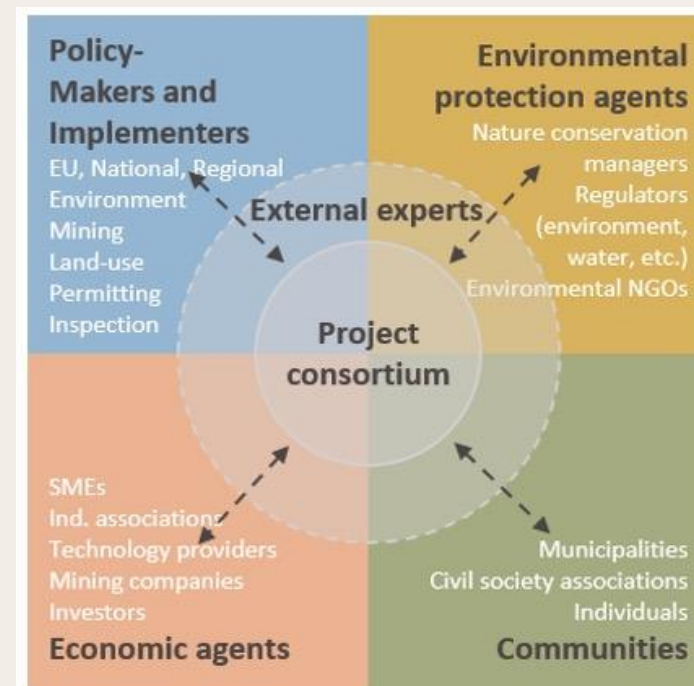 Policy-
Makers and
Implementers
EU, National, Regional
Environment
Mining
Land-use
Permitting
Inspection
Environmental
protection agents
Nature conservation
managers
Regulators
(environment,
water, etc.)
Environmental NGOs
External experts
Project
consortium
SMEs
Ind. associations
Technology providers
Mining companies
Investors
Economic agents
Municipalities
Civil society associations
Individuals
Communities